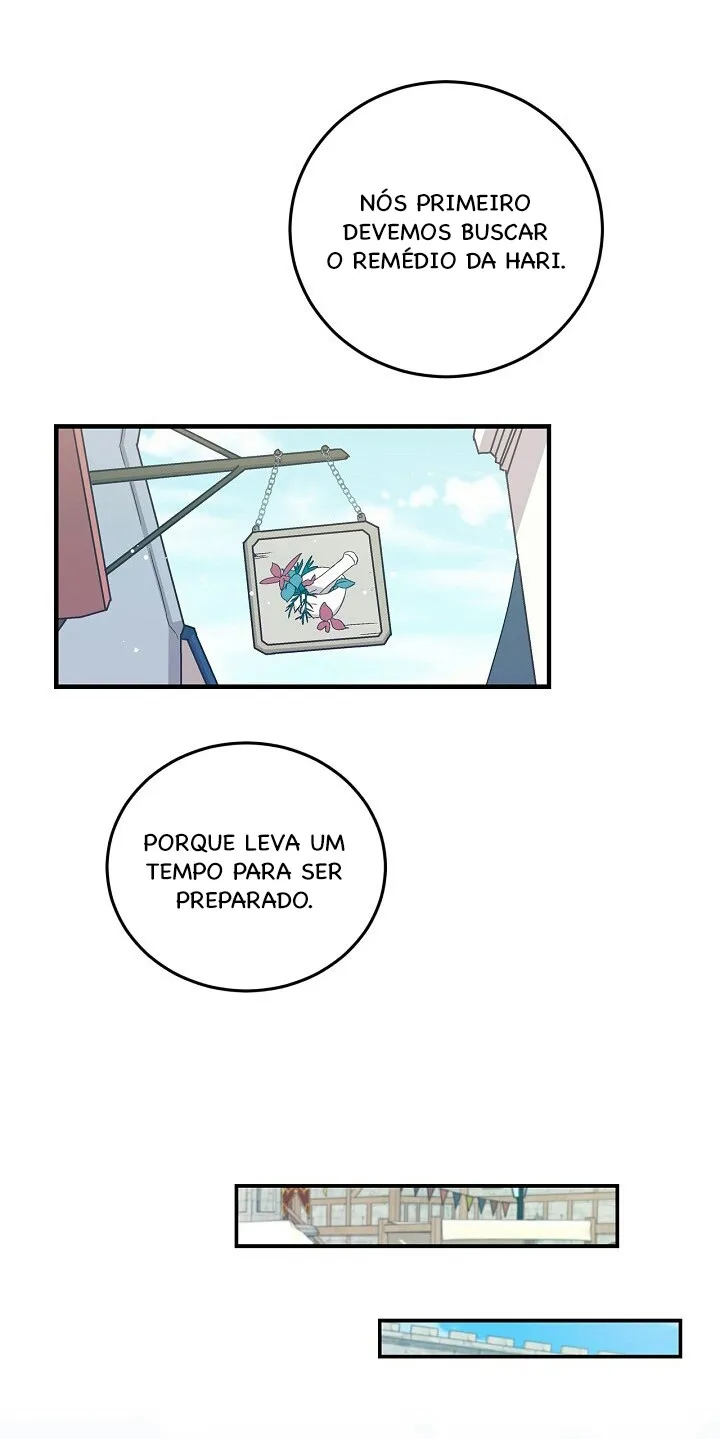 NÓS PRIMEIRO
DEVEMOS BUSCAR
O REMÉDIO DA HARI.
PORQUE LEVA UM
TEMPO PARA SER
PREPARADO.